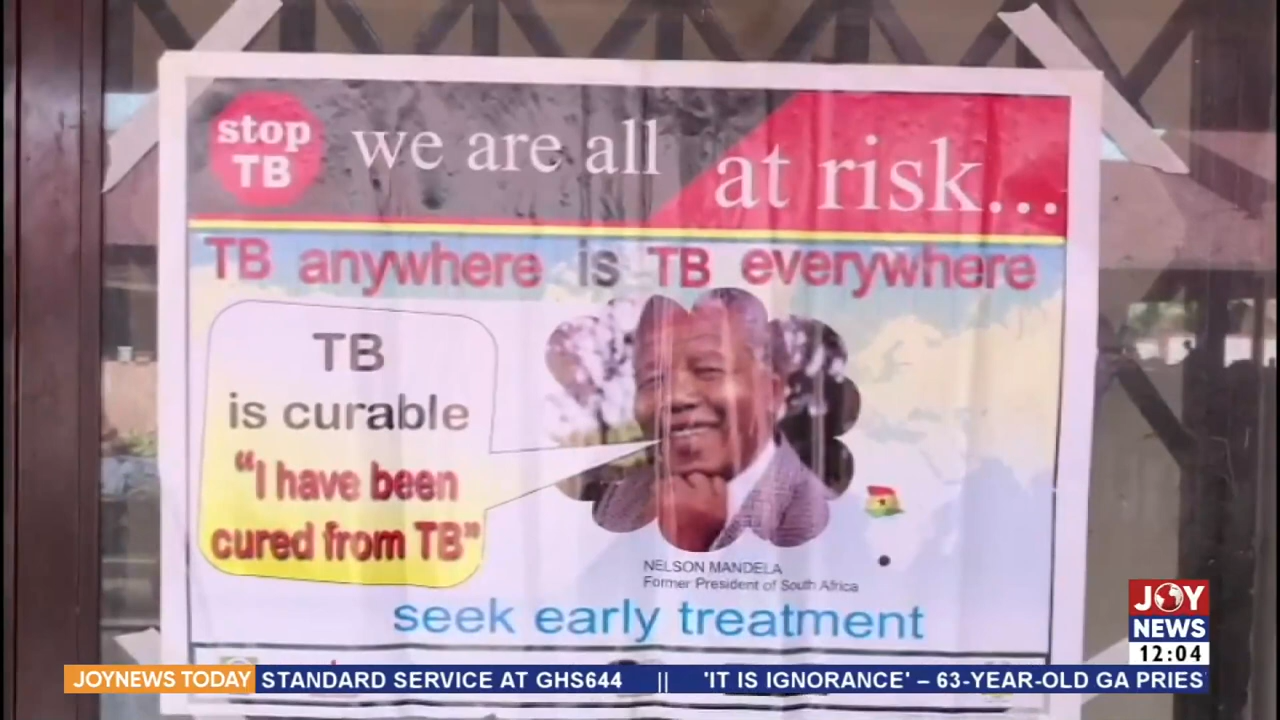 stop
TB
we are all at risk...
TB anywhere is TB everywhere
TB
is curable
"I have been
cured from TB"
NELSON MANDELA
Former President of South Africa
seek early treatment
JOY
NEWS
12:04
JOYNEWS TODAY STANDARD SERVICE AT GHS644 || 'IT IS IGNORANCE' – 63-YEAR-OLD GA PRIES